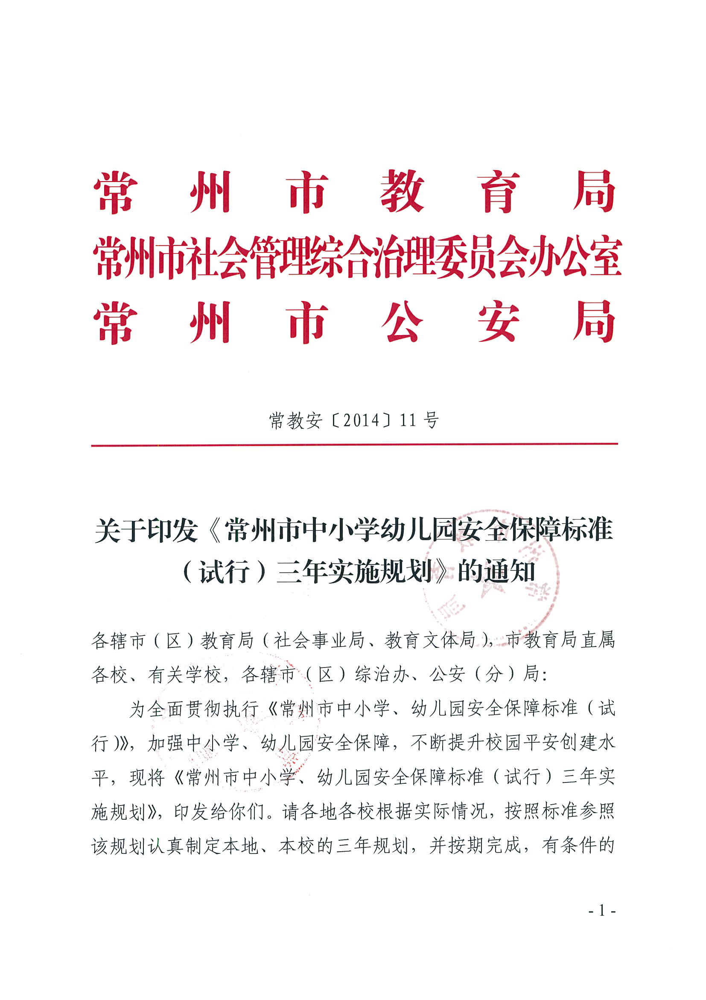 常州市教育局
常州市社会管理综合治理委员会办公室
常州市公安局
常教安〔2014〕11 号
关于印发《常州市中小学幼儿园安全保障标准
（试行）三年实施规划》的通知
各辖市（区）教育局（社会事业局、教育文体局），市教育局直属
各校、有关学校，各辖市（区）综治办、公安（分）局：
为全面贯彻执行《常州市中小学、幼儿园安全保障标准（试
行）》，加强中小学、幼儿园安全保障，不断提升校园平安创建水
平，现将《常州市中小学、幼儿园安全保障标准（试行）三年实
施规划》，印发给你们。请各地各校根据实际情况，按照标准参照
该规划认真制定本地、本校的三年规划，并按期完成，有条件的
- 1 -